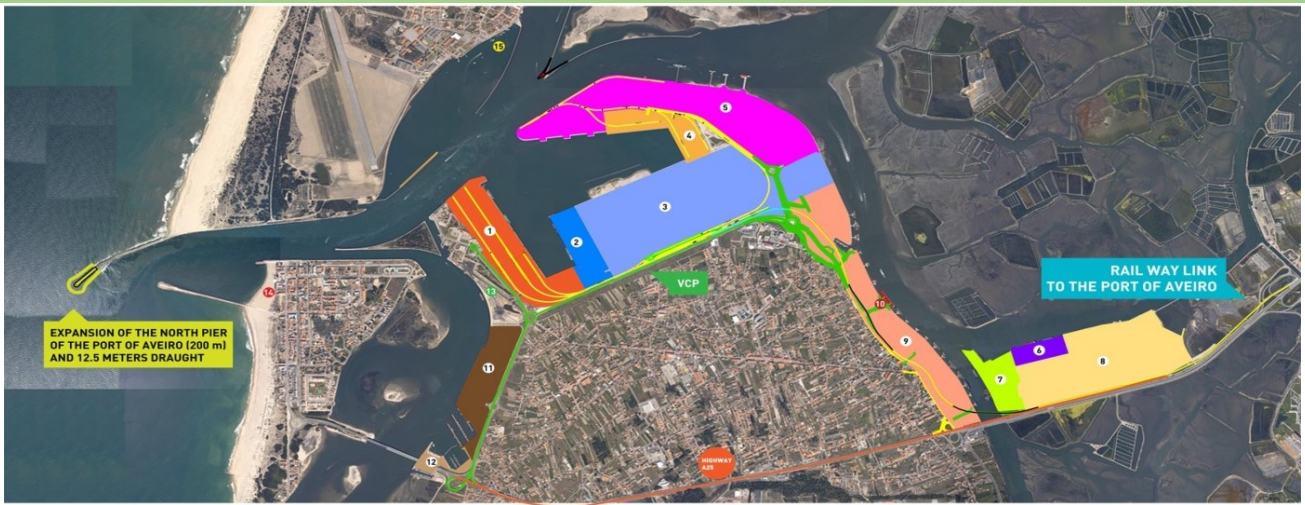 15
5
4
3
1
2
VCP
RAIL WAY LINK
TO THE PORT OF AVEIRO
14
13
10
EXPANSION OF THE NORTH PIER
OF THE PORT OF AVEIRO (200 m)
AND 12.5 METERS DRAUGHT
9
6
7
8
11
12
HIGHWAY
A25